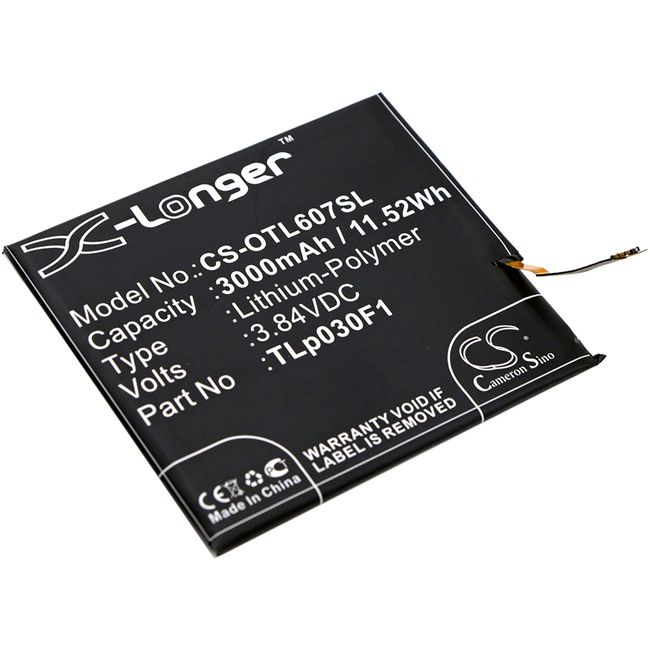 X-Longer™
Model No.: CS-OTL607SL
Capacity :3000mAh / 11.52Wh
Type :Lithium-Polymer
Volts :3.84VDC
Part No :TLp030F1
CS
Cameron Sino
WARRANTY VOID IF
LABEL REMOVED
CE
Made in China